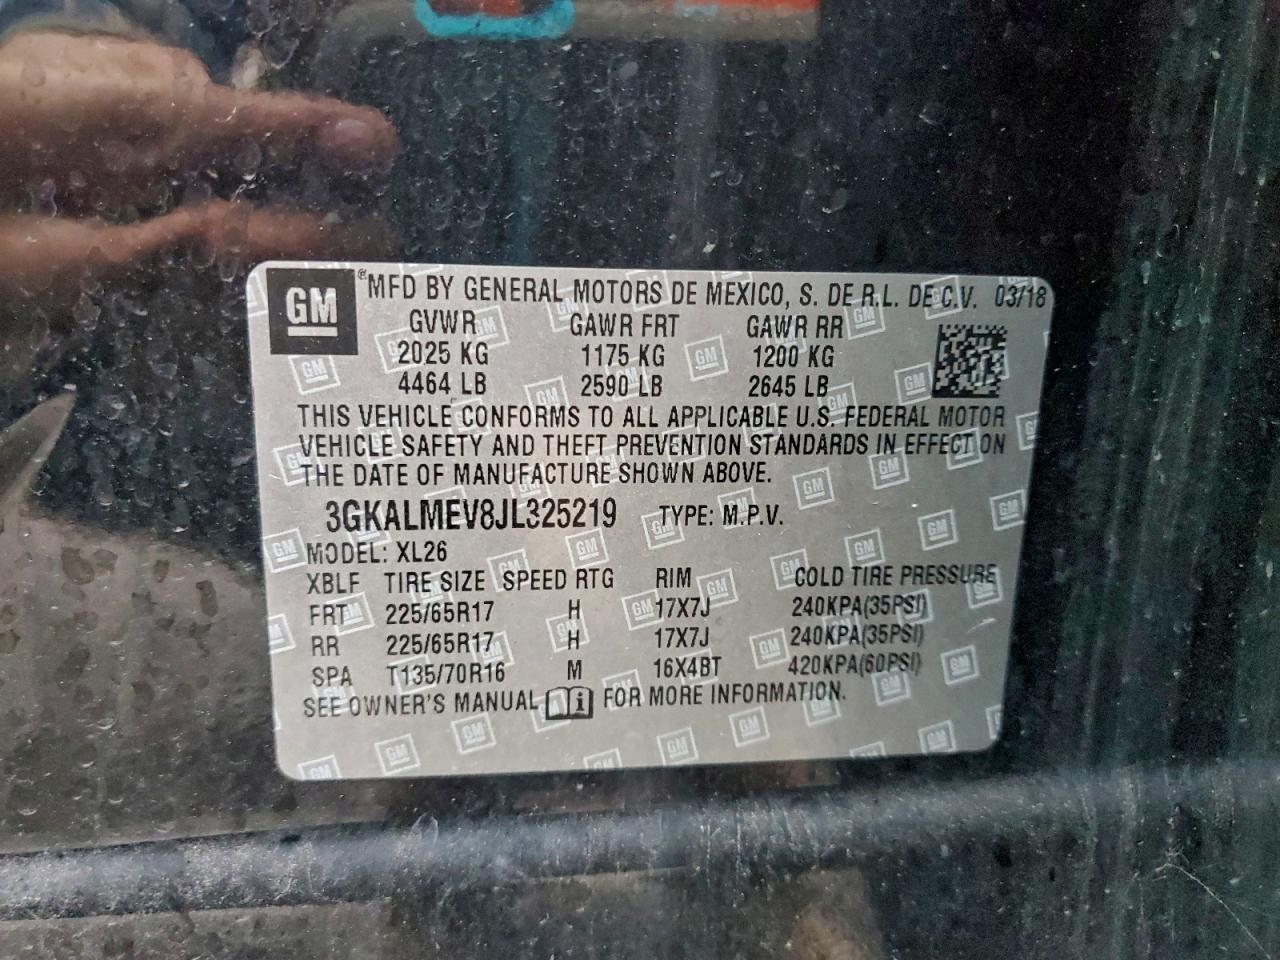 GM
®MFD BY GENERAL MOTORS DE MEXICO, S. DE R.L. DE C.V. 03/18
GVWR GAWR FRT GAWR RR
2025 KG 1175 KG 1200 KG
4464 LB 2590 LB 2645 LB
THIS VEHICLE CONFORMS TO ALL APPLICABLE U.S. FEDERAL MOTOR
VEHICLE SAFETY AND THEFT PREVENTION STANDARDS IN EFFECT ON
THE DATE OF MANUFACTURE SHOWN ABOVE.
3GKALMEV8JL325219 TYPE: M.P.V.
MODEL: XL26
XBLF TIRE SIZE SPEED RTG RIM COLD TIRE PRESSURE
FRT 225/65R17 H 17X7J 240KPA(35PSI)
RR 225/65R17 H 17X7J 240KPA(35PSI)
SPA T135/70R16 M 16X4BT 420KPA(60PSI)
SEE OWNER'S MANUAL i FOR MORE INFORMATION.